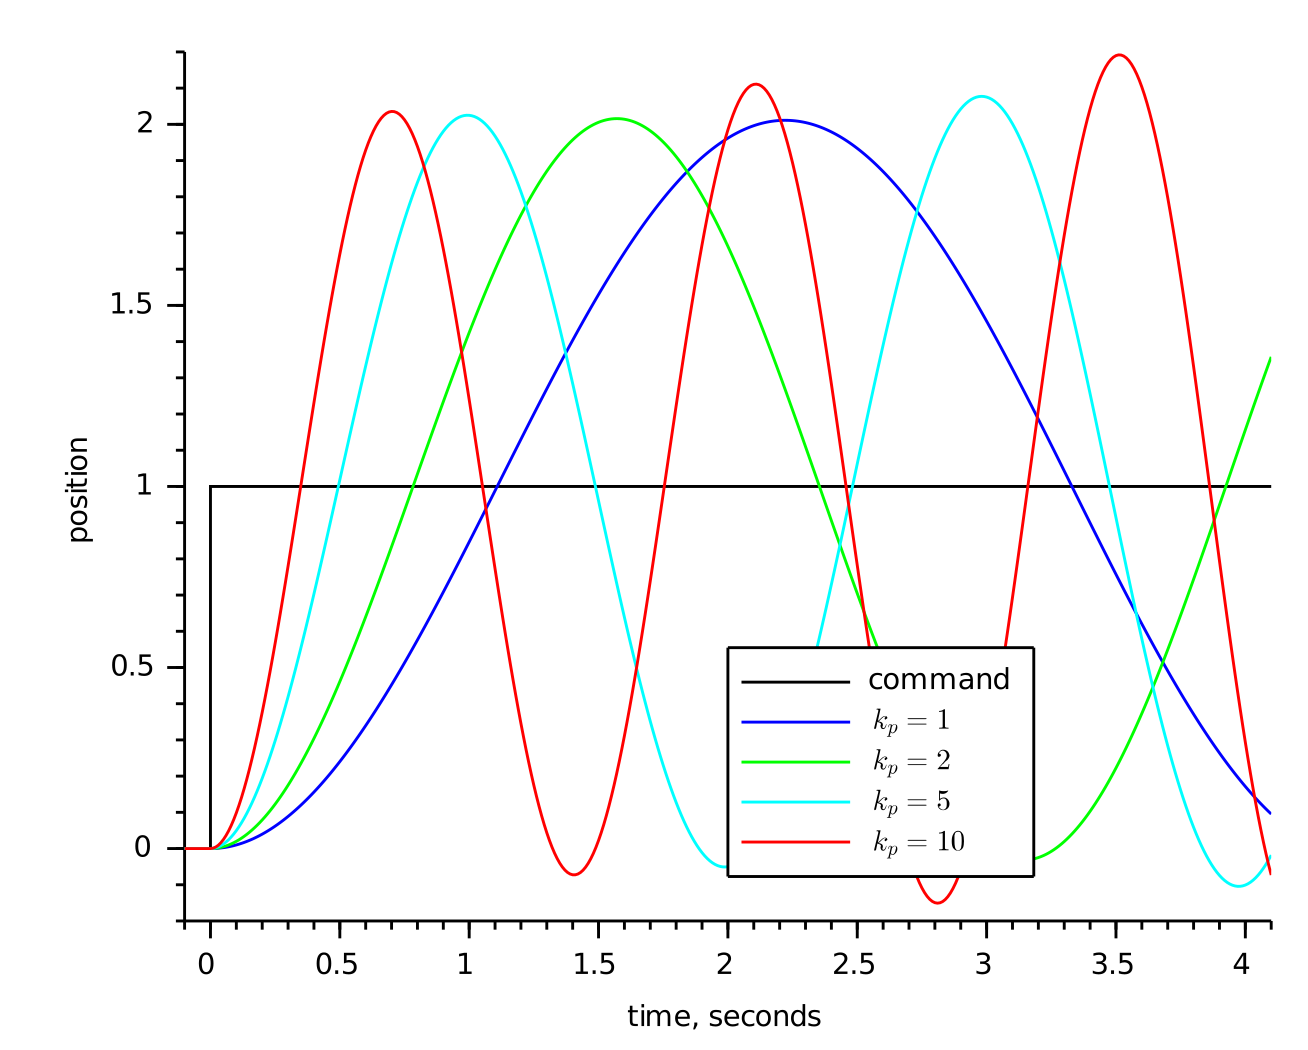 2
1.5
1
0.5
0
position
command
k_p = 1
k_p = 2
k_p = 5
k_p = 10
0 0.5 1 1.5 2 2.5 3 3.5 4
time, seconds